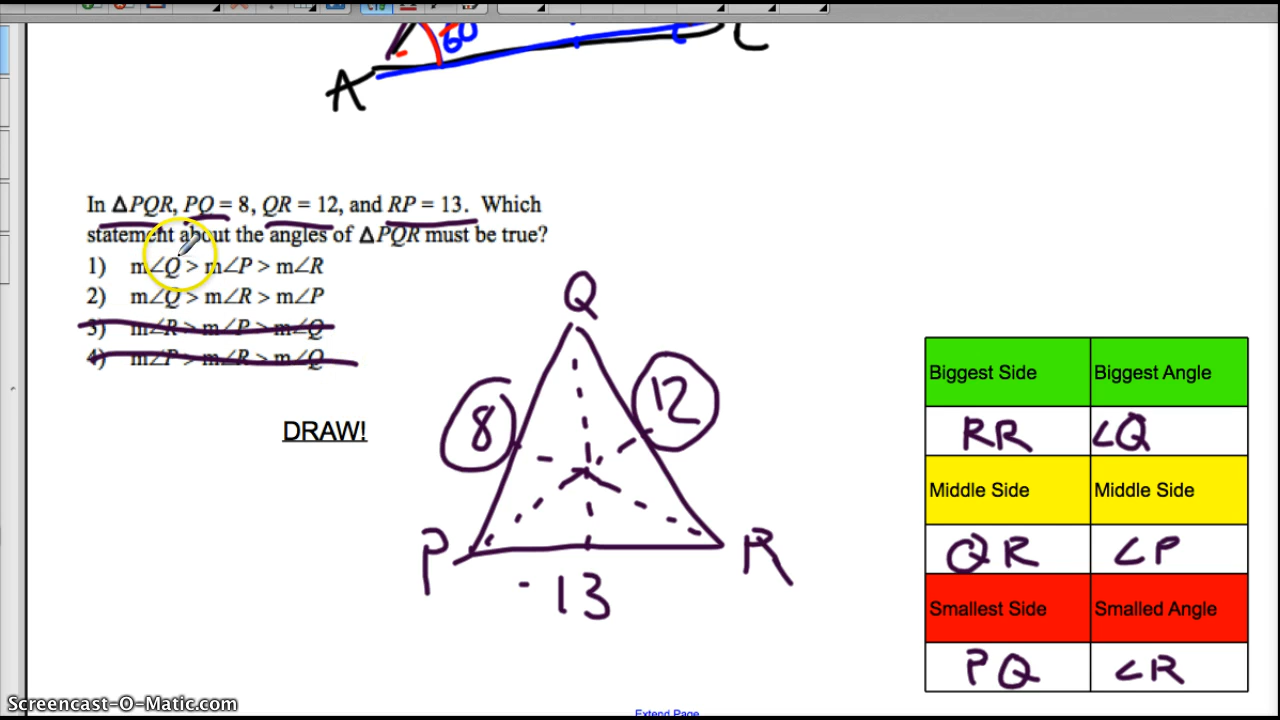 60
C
A
In ΔPQR, PQ = 8, QR = 12, and RP = 13. Which
statement about the angles of ΔPQR must be true?
1) m∠Q > m∠P > m∠R
2) m∠Q > m∠R > m∠P
3) m∠R > m∠P > m∠Q
4) m∠P > m∠R > m∠Q
DRAW!
Q
8
12
P
R
13
Biggest Side Biggest Angle
RR ∠Q
Middle Side Middle Side
QR ∠P
Smallest Side Smalled Angle
PQ ∠R
Screencast-O-Matic.com
Extend Page